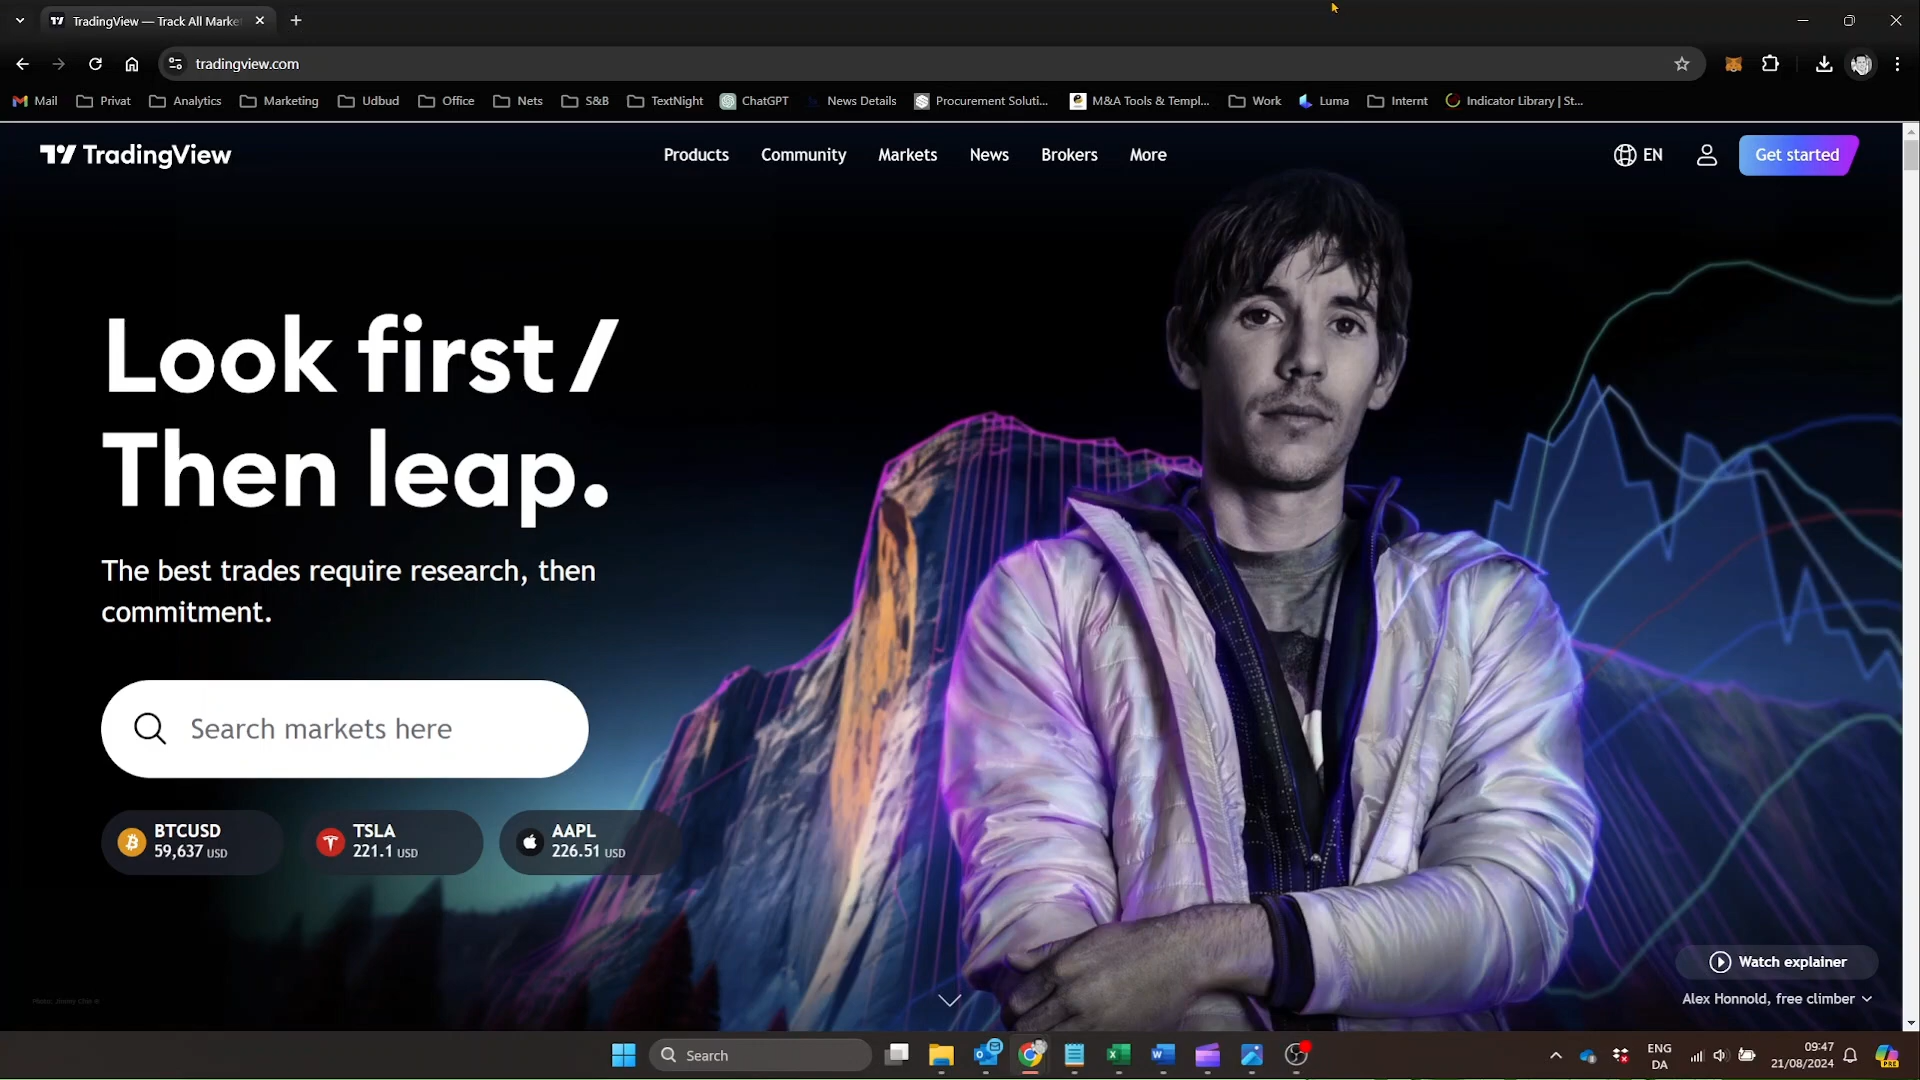 TradingView — Track All Marke
tradingview.com
Mail Privat Analytics Marketing Udbud Office Nets S&B TextNight ChatGPT News Details Procurement Soluti... M&A Tools & Templ... Work Luma Internt Indicator Library | St...
TradingView Products Community Markets News Brokers More EN Get started
Look first /
Then leap.
The best trades require research, then
commitment.
Search markets here
BTCUSD
59,637 USD
TSLA
221.1 USD
AAPL
226.51 USD
Watch explainer
Alex Honnold, free climber
Photo: Jimmy Chin ©
Search
ENG
DA
09:47
21/08/2024
PRE